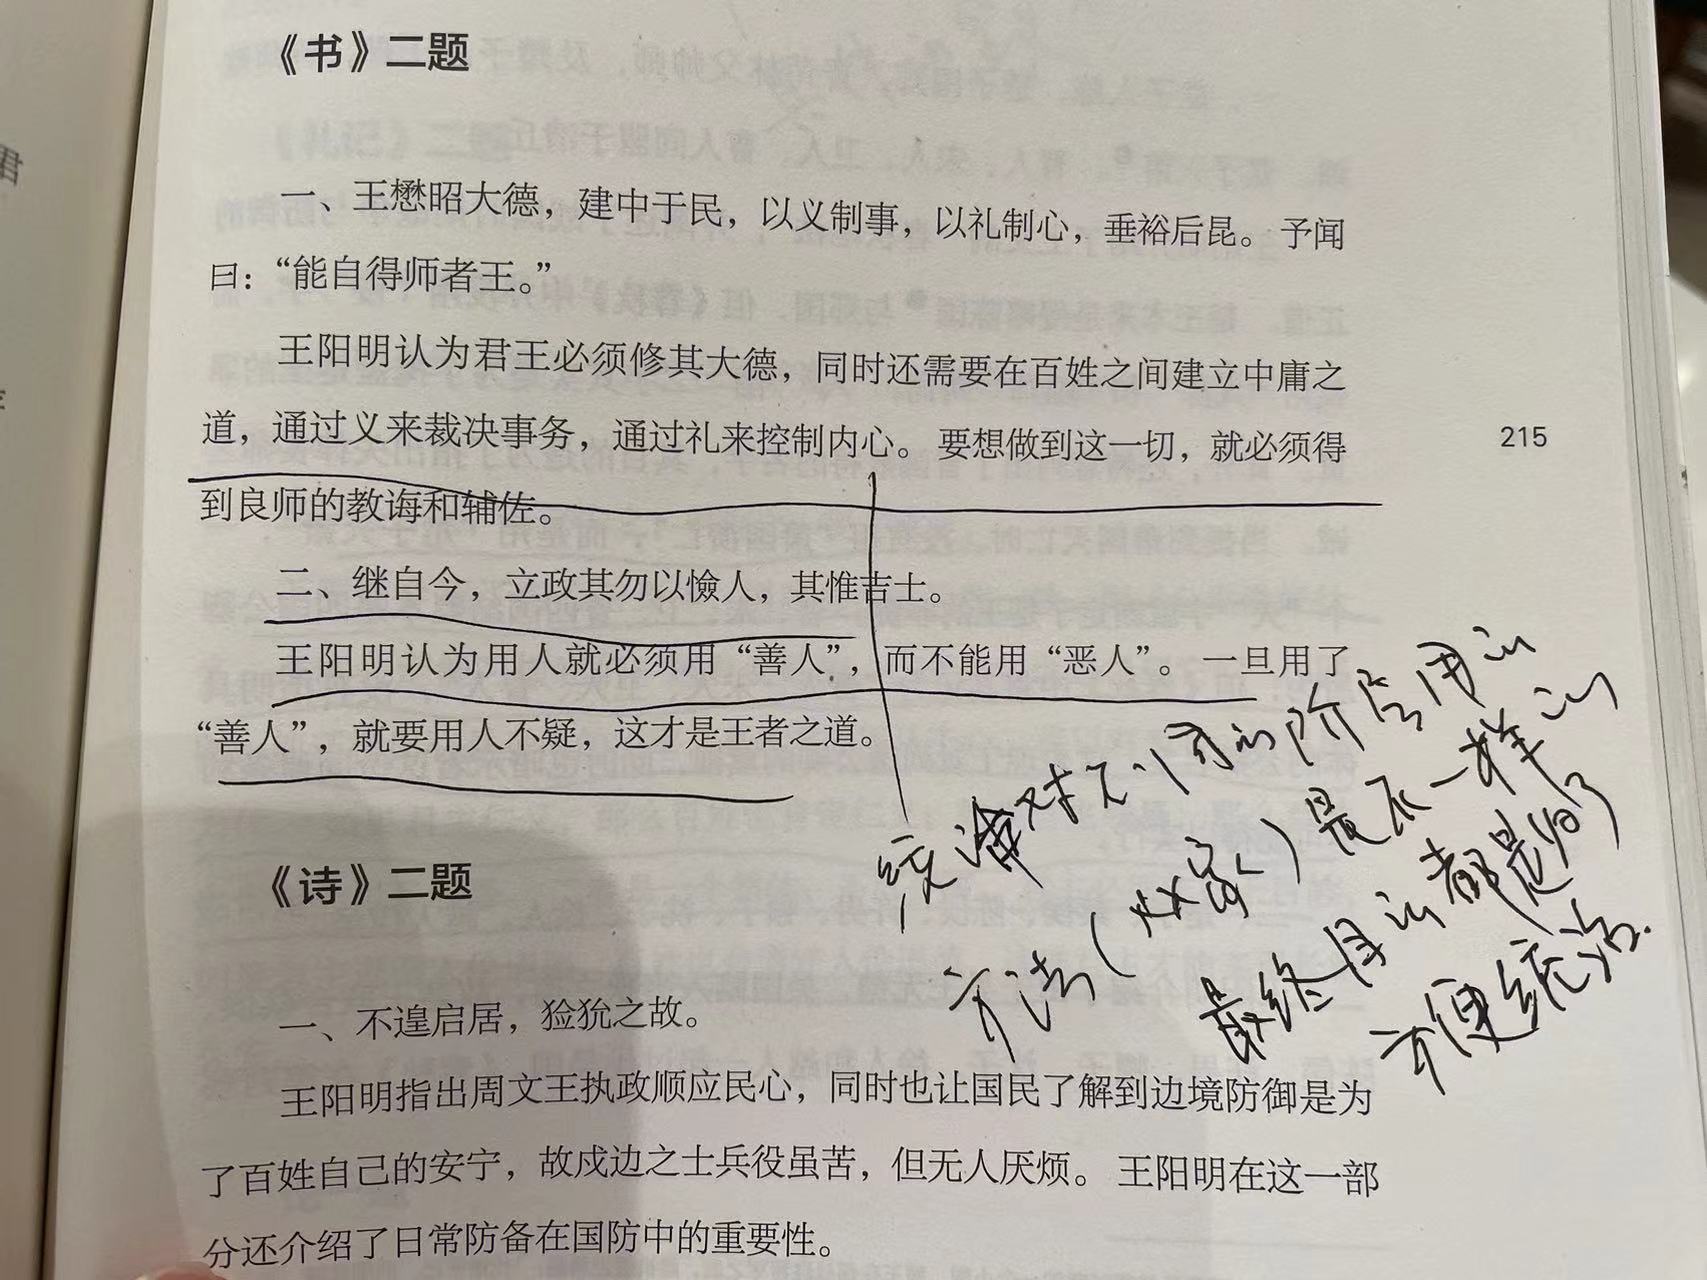 《书》二题
一、王懋昭大德，建中于民，以义制事，以礼制心，垂裕后昆。予闻
曰：“能自得师者王。”
王阳明认为君王必须修其大德，同时还需要在百姓之间建立中庸之
道，通过义来裁决事务，通过礼来控制内心。要想做到这一切，就必须得
到良师的教诲和辅佐。
215
二、继自今，立政其勿以憸人，其惟吉士。
王阳明认为用人就必须用“善人”，而不能用“恶人”。一旦用了
“善人”，就要用人不疑，这才是王者之道。
对不同的阶层用的
方法（ ）是不一样的
最终目的都是为了
方便统治.
《诗》二题
一、不遑启居，猃狁之故。
王阳明指出周文王执政顺应民心，同时也让国民了解到边境防御是为
了百姓自己的安宁，故戍边之士兵役虽苦，但无人厌烦。王阳明在这一部
分还介绍了日常防备在国防中的重要性。
君